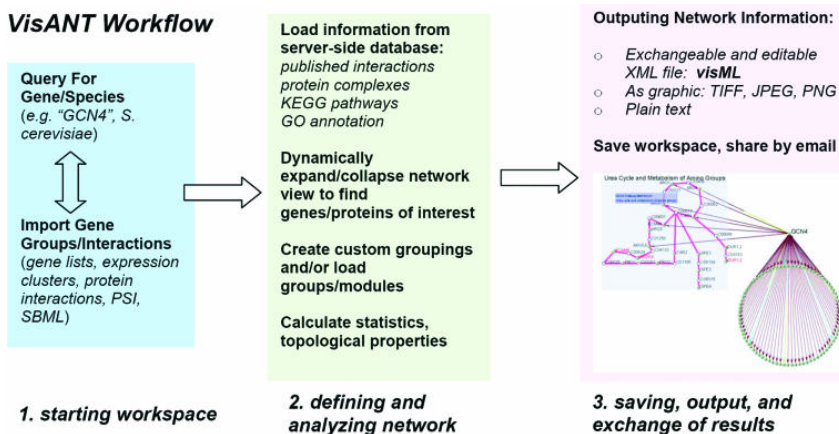 VisANT Workflow
Query For
Gene/Species
(e.g. “GCN4”, S.
cerevisiae)
Import Gene
Groups/Interactions
(gene lists, expression
clusters, protein
interactions, PSI,
SBML)
1. starting workspace
Load information from
server-side database:
published interactions
protein complexes
KEGG pathways
GO annotation
Dynamically
expand/collapse network
view to find
genes/proteins of interest
Create custom groupings
and/or load
groups/modules
Calculate statistics,
topological properties
2. defining and
analyzing network
Outputing Network Information:
○ Exchangeable and editable
XML file: visML
○ As graphic: TIFF, JPEG, PNG
○ Plain text
Save workspace, share by email
Urea Cycle and Metabolism of Amino Groups
GCN4
3. saving, output, and
exchange of results